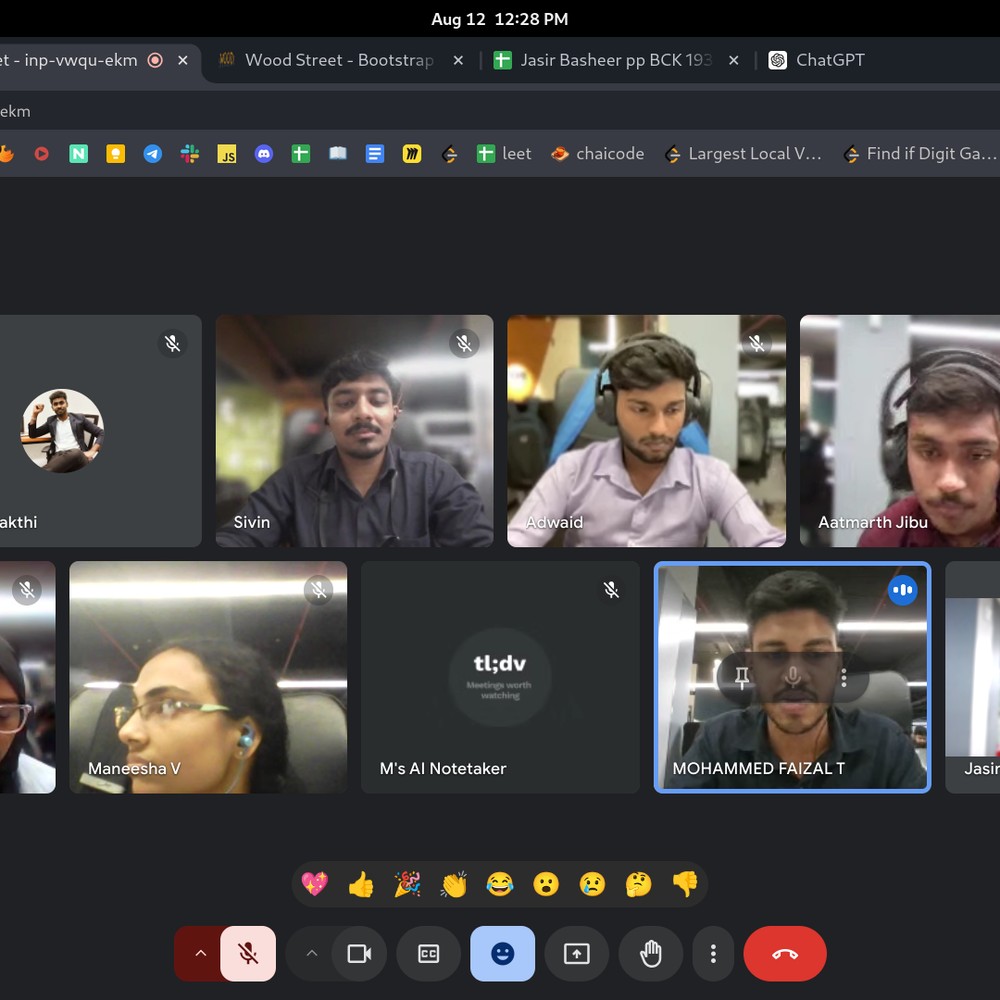 Aug 12 12:28 PM
et - inp-vwqu-ekm
Wood Street - Bootstrap
Jasir Basheer pp BCK 193
ChatGPT
ekm
N
JS
leet
chaicode
Largest Local V...
Find if Digit Ga...
akthi
Sivin
Adwaid
Aatmarth Jibu
Maneesha V
tl;dv
Meetings worth
watching
M's AI Notetaker
MOHAMMED FAIZAL T
Jasir
CC